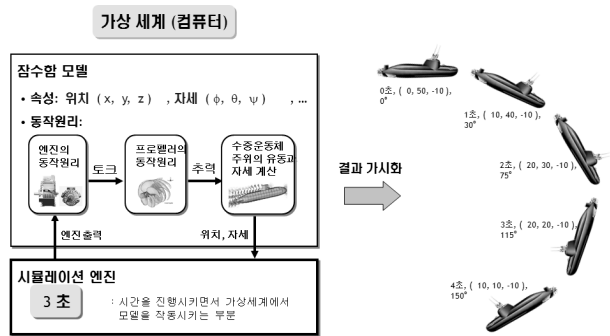 가상 세계 (컴퓨터)
잠수함 모델
• 속성: 위치 ( x, y, z ) , 자세 ( ϕ, θ, ψ ) , ...
• 동작원리:
엔진의
동작원리
토크
프로펠러의
동작원리
추력
수중운동체
주위의 유동과
자세 계산
엔진출력
위치, 자세
시뮬레이션 엔진
3 초
: 시간을 진행시키면서 가상세계에서
모델을 작동시키는 부분
결과 가시화
0초, ( 0, 50, -10 ),
0°
1초, ( 10, 40, -10 ),
30°
2초, ( 20, 30, -10 ),
75°
3초, ( 20, 20, -10 ),
115°
4초, ( 10, 10, -10 ),
150°